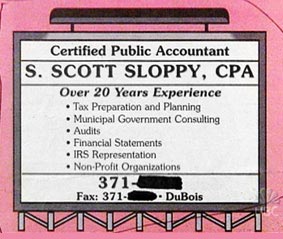 Certified Public Accountant
S. SCOTT SLOPPY, CPA
Over 20 Years Experience
• Tax Preparation and Planning
• Municipal Government Consulting
• Audits
• Financial Statements
• IRS Representation
• Non-Profit Organizations
371-
Fax: 371- • DuBois